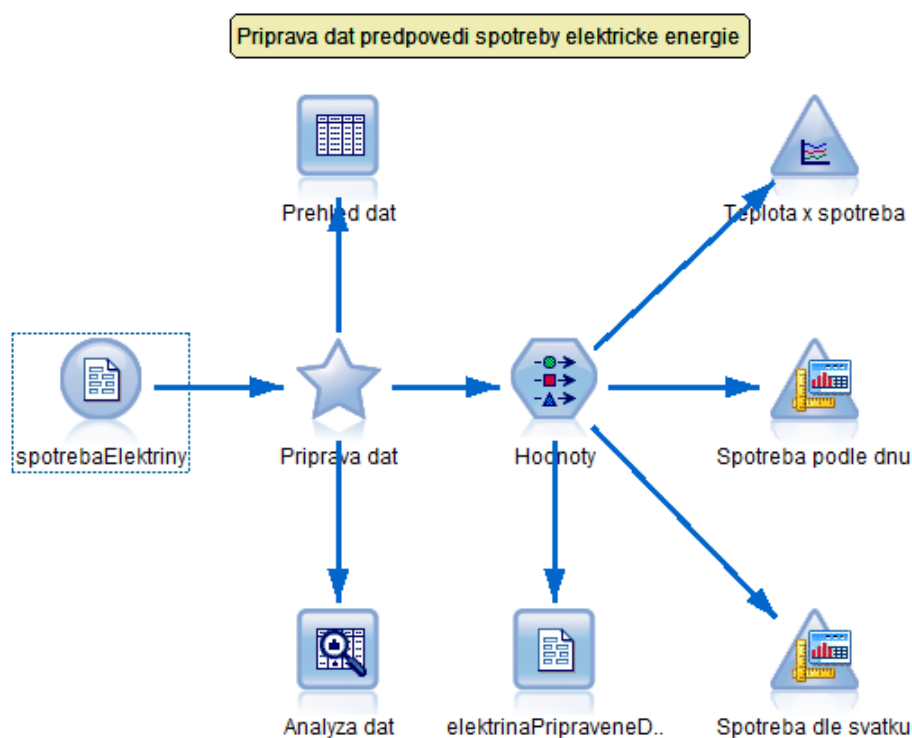 Priprava dat predpovedi spotreby elektricke energie
Prehled dat
Teplota x spotreba
spotrebaElektriny
Priprava dat
Hodnoty
Spotreba podle dnu
Analyza dat
elektrinaPripraveneD..
Spotreba dle svatku